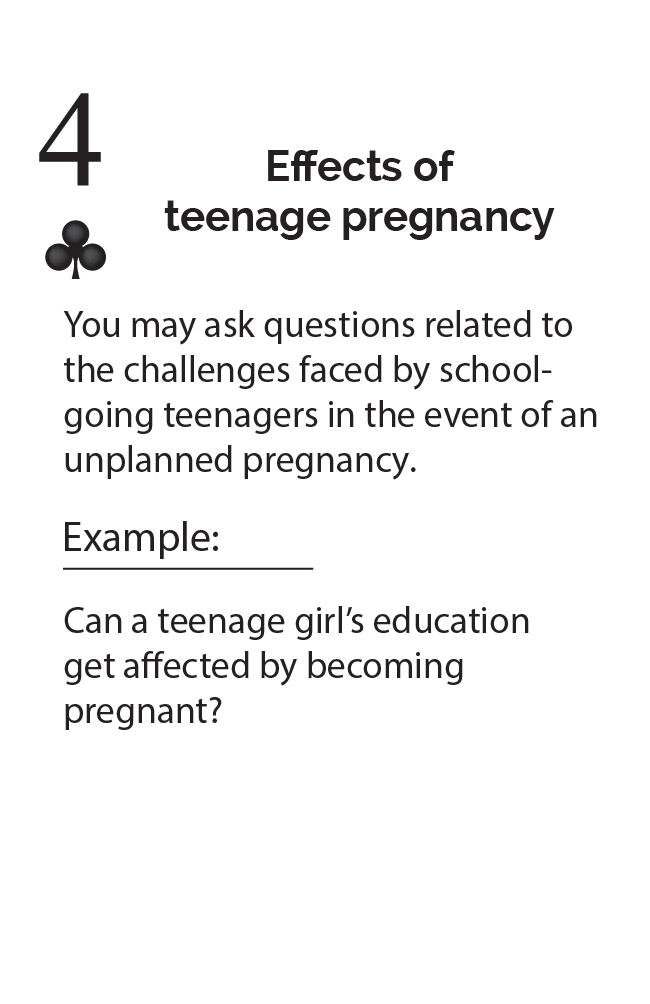 4
Effects of
teenage pregnancy
You may ask questions related to
the challenges faced by school-
going teenagers in the event of an
unplanned pregnancy.
Example:
Can a teenage girl’s education
get affected by becoming
pregnant?